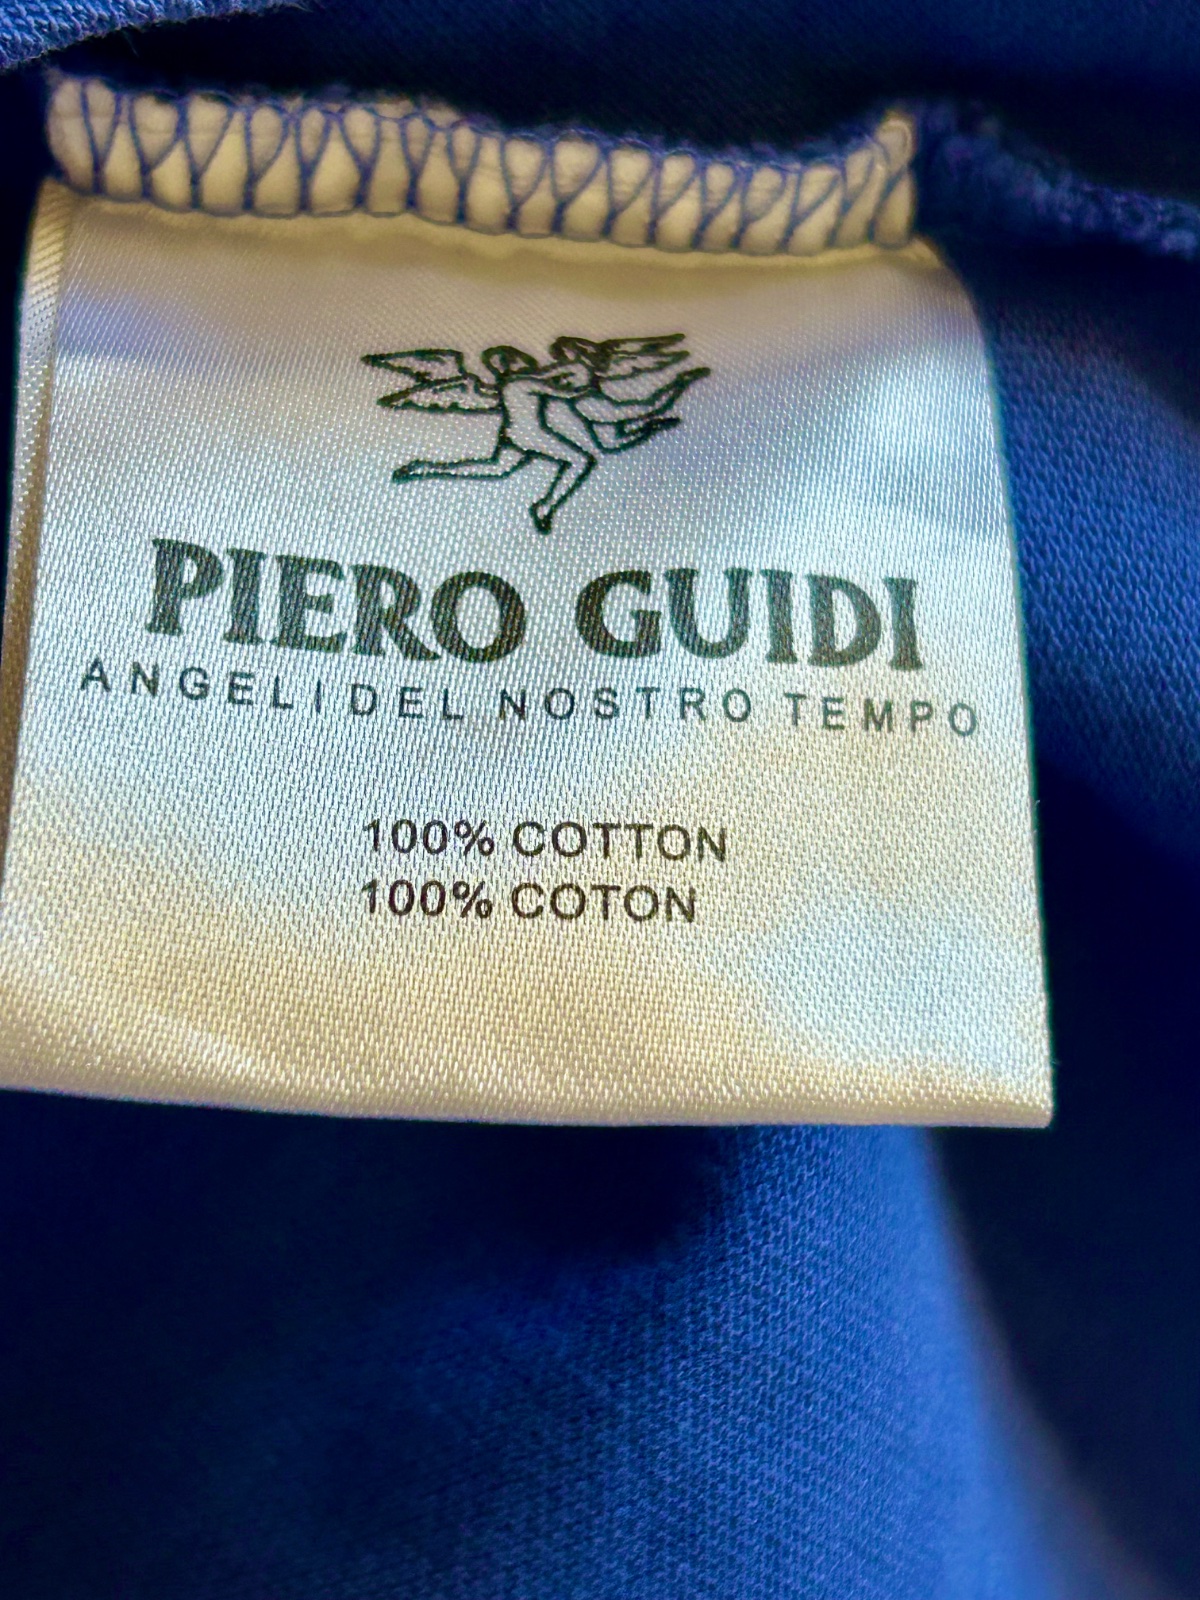 PIERO GUIDI
ANGELI DEL NOSTRO TEMPO
100% COTTON
100% COTON